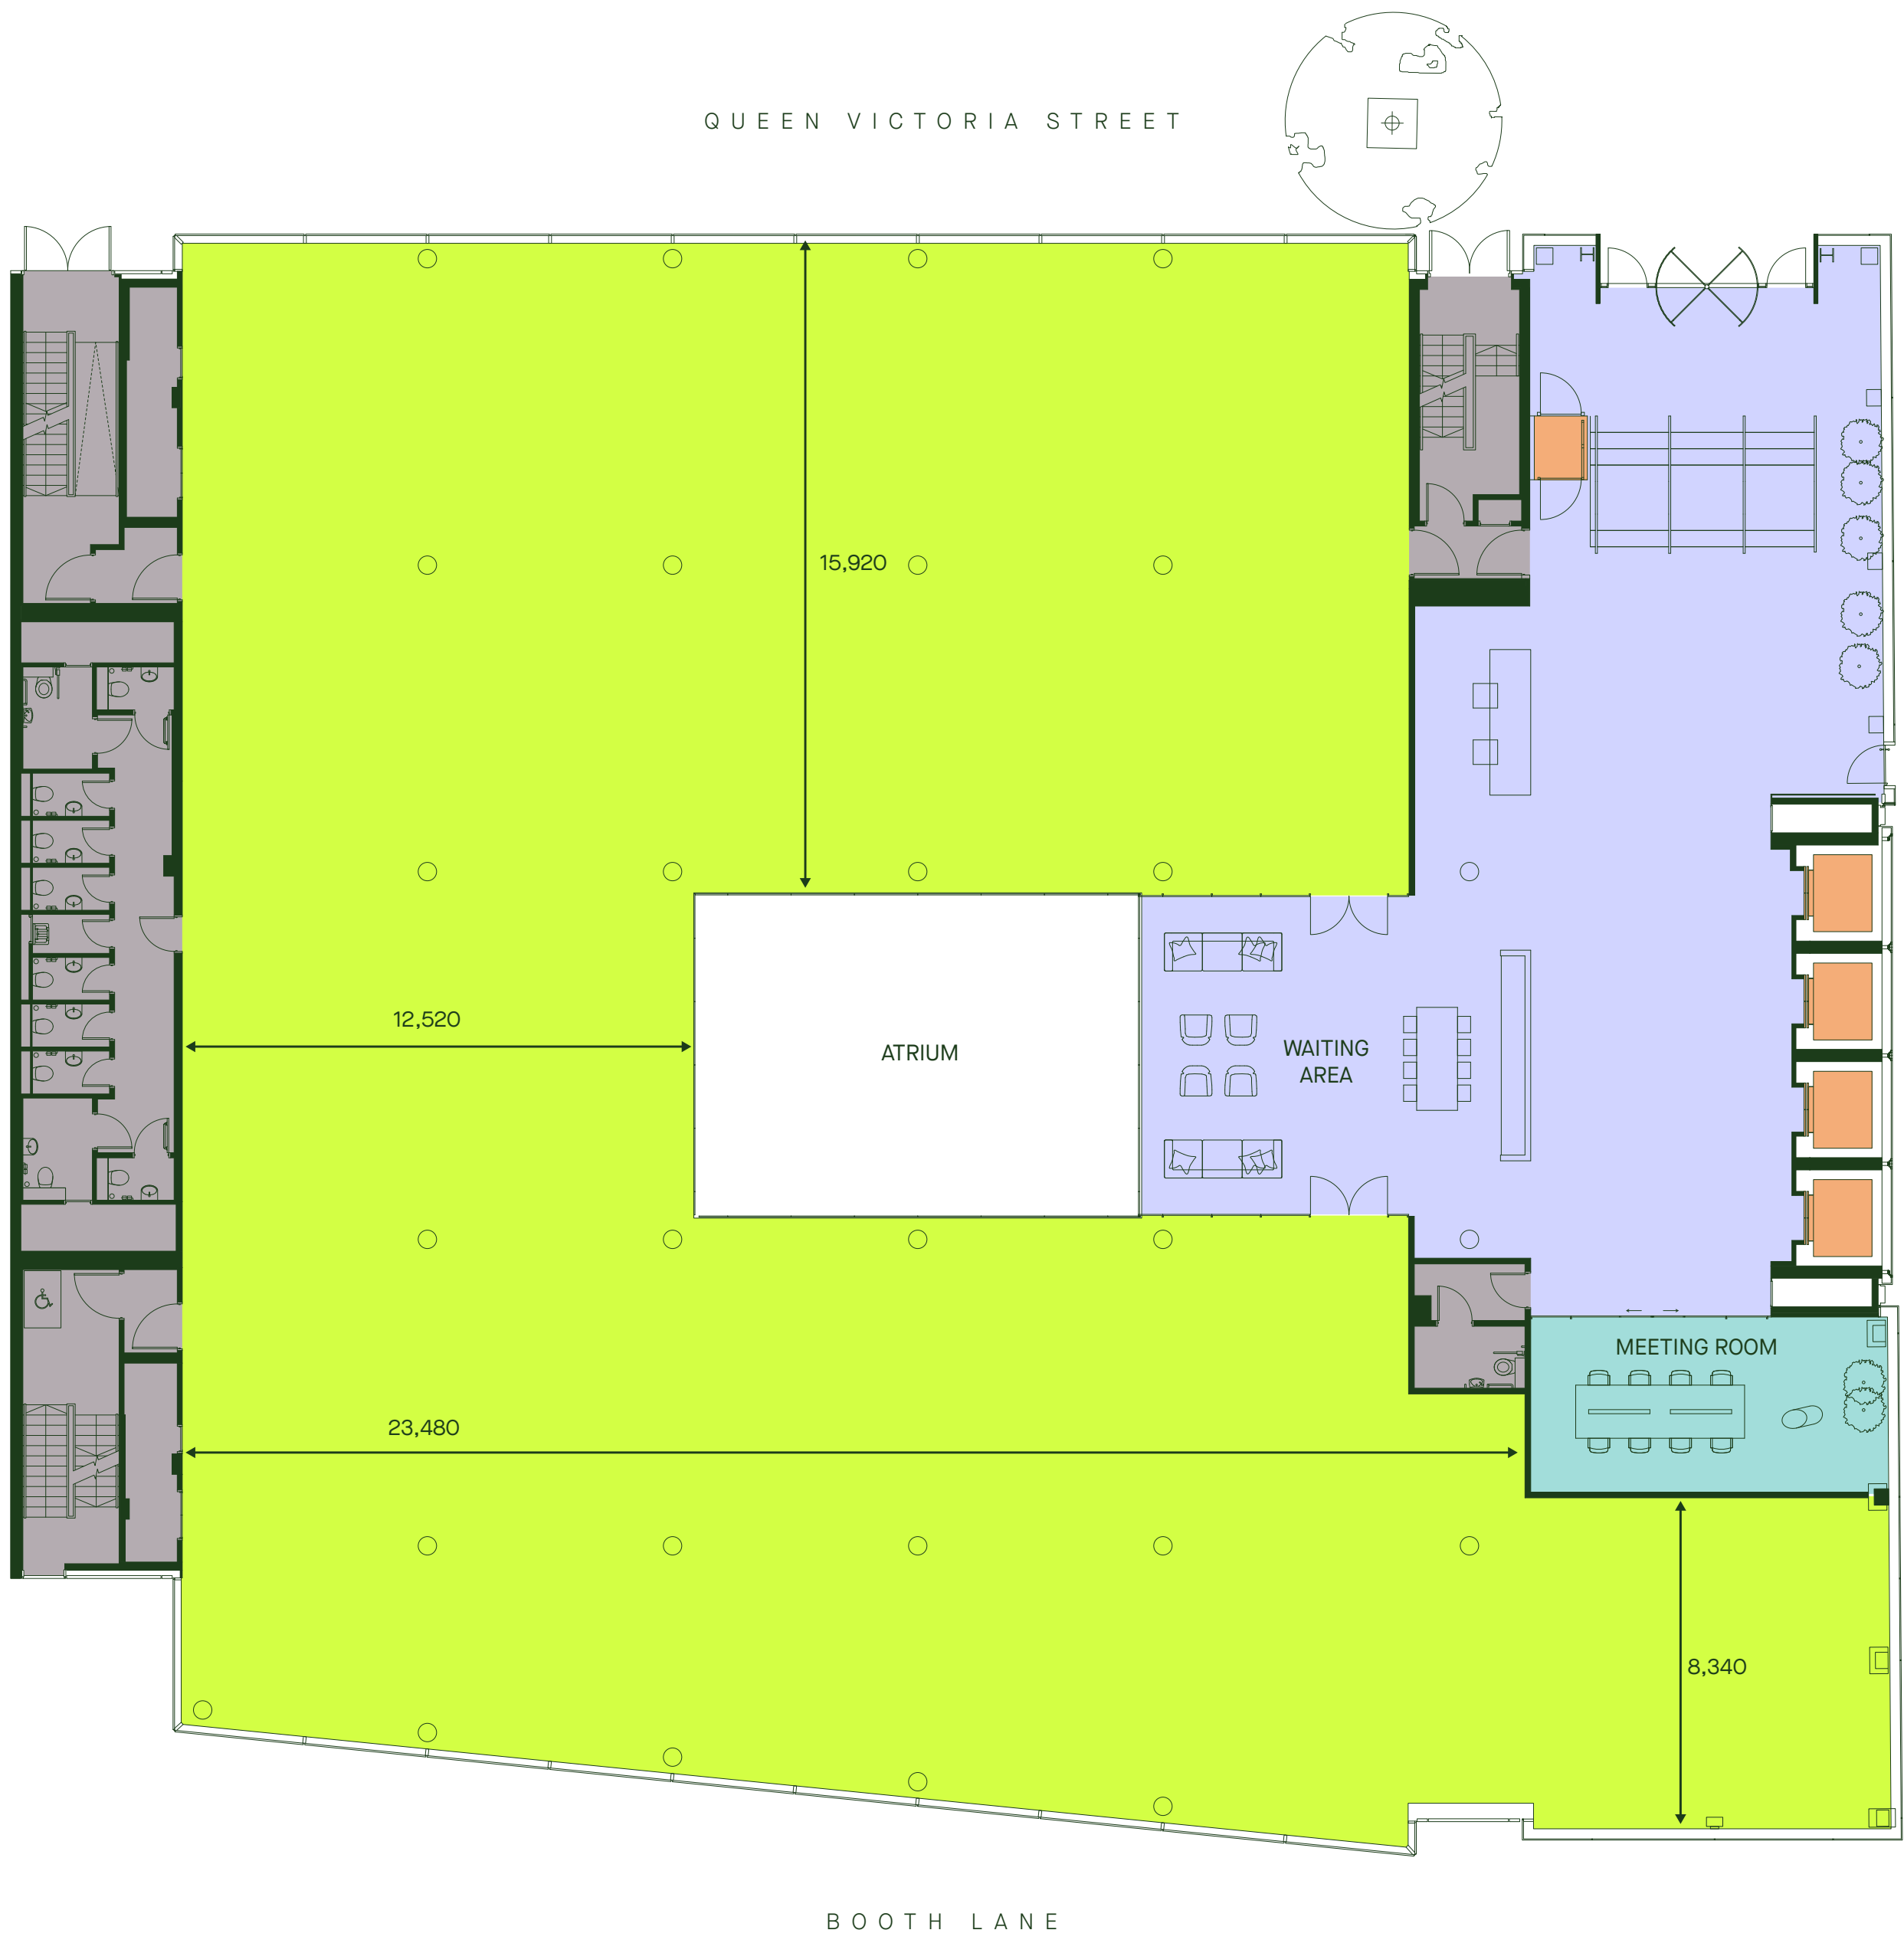 QUEEN VICTORIA STREET
15,920
12,520
ATRIUM
WAITING
AREA
MEETING ROOM
23,480
8,340
BOOTH LANE